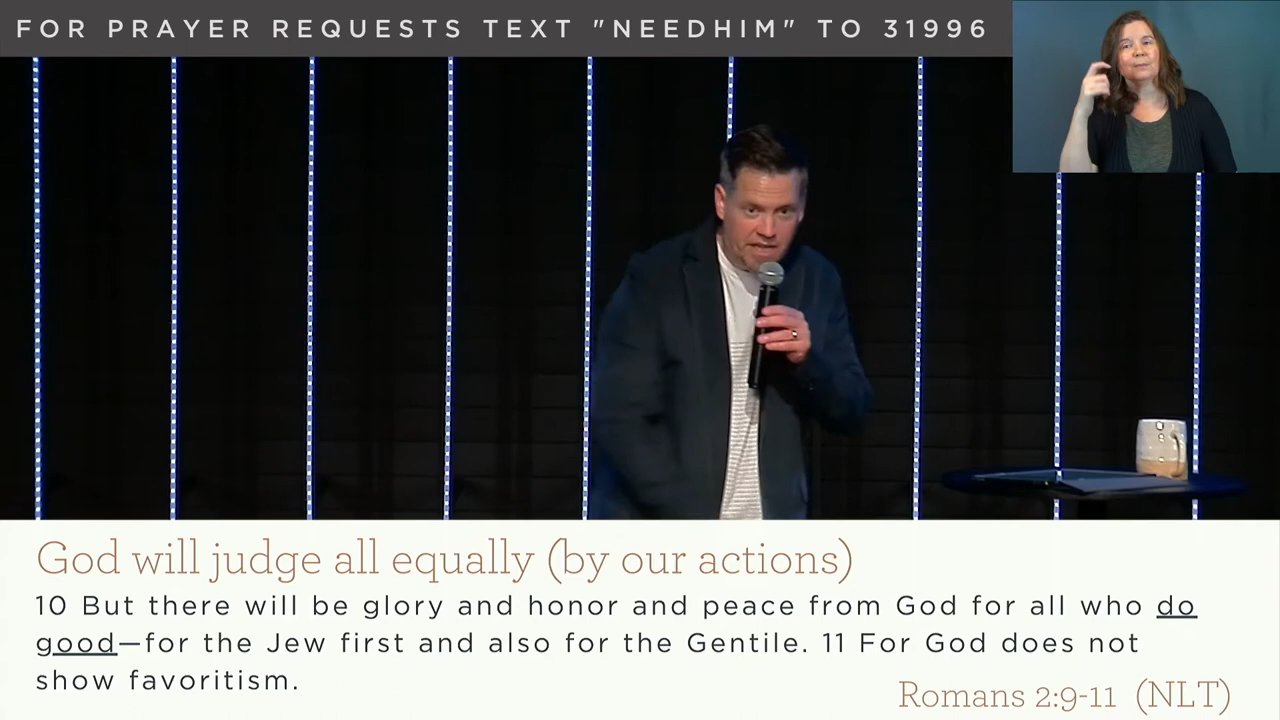 FOR PRAYER REQUESTS TEXT "NEEDHIM" TO 31996
God will judge all equally (by our actions)
10 But there will be glory and honor and peace from God for all who do
good—for the Jew first and also for the Gentile. 11 For God does not
show favoritism.
Romans 2:9-11 (NLT)